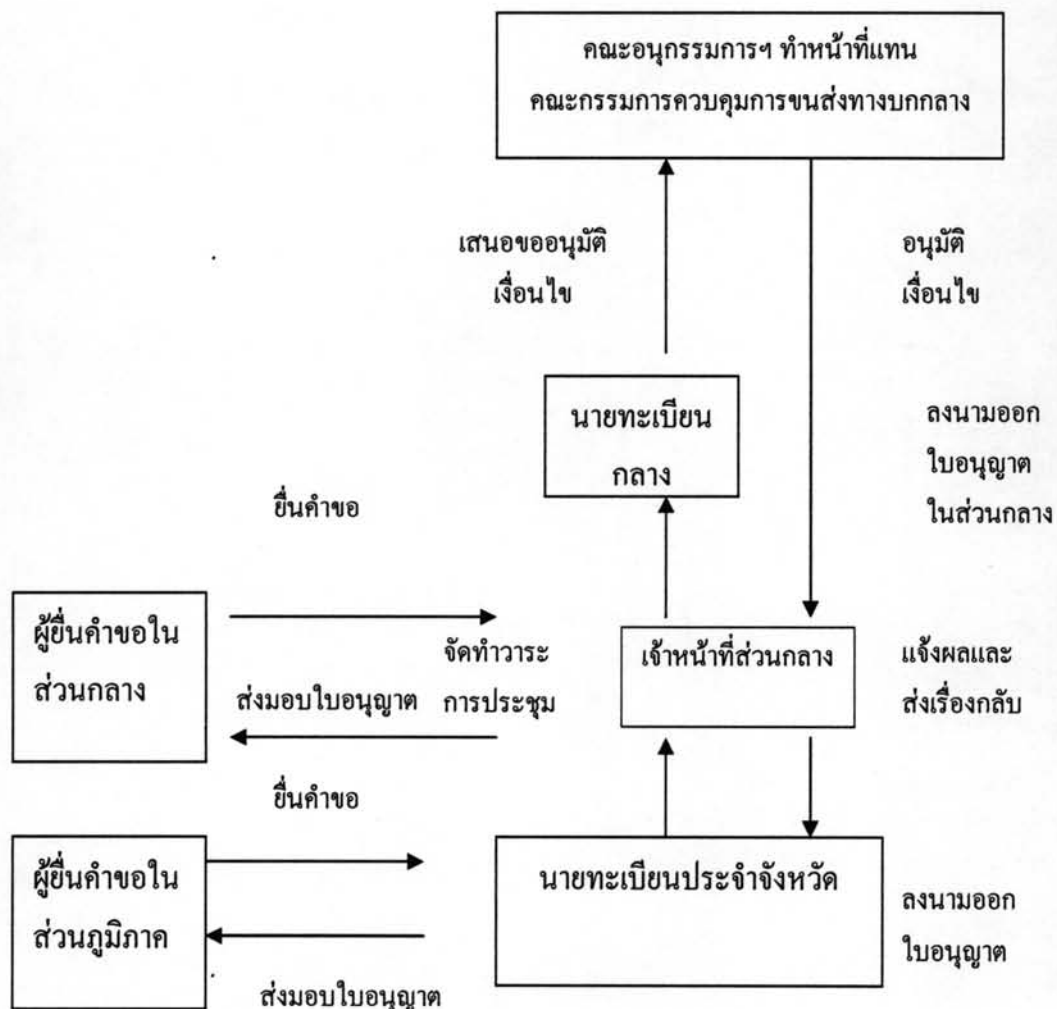 คณะอนุกรรมการฯ ทำหน้าที่แทน
คณะกรรมการควบคุมการขนส่งทางบกกลาง
เสนอขออนุมัติ
เงื่อนไข
อนุมัติ
เงื่อนไข
นายทะเบียน
กลาง
ลงนามออก
ใบอนุญาต
ในส่วนกลาง
ยื่นคำขอ
ผู้ยื่นคำขอใน
ส่วนกลาง
จัดทำวาระ
การประชุม
ส่งมอบใบอนุญาต
เจ้าหน้าที่ส่วนกลาง
แจ้งผลและ
ส่งเรื่องกลับ
ยื่นคำขอ
ผู้ยื่นคำขอใน
ส่วนภูมิภาค
นายทะเบียนประจำจังหวัด
ลงนามออก
ใบอนุญาต
ส่งมอบใบอนุญาต